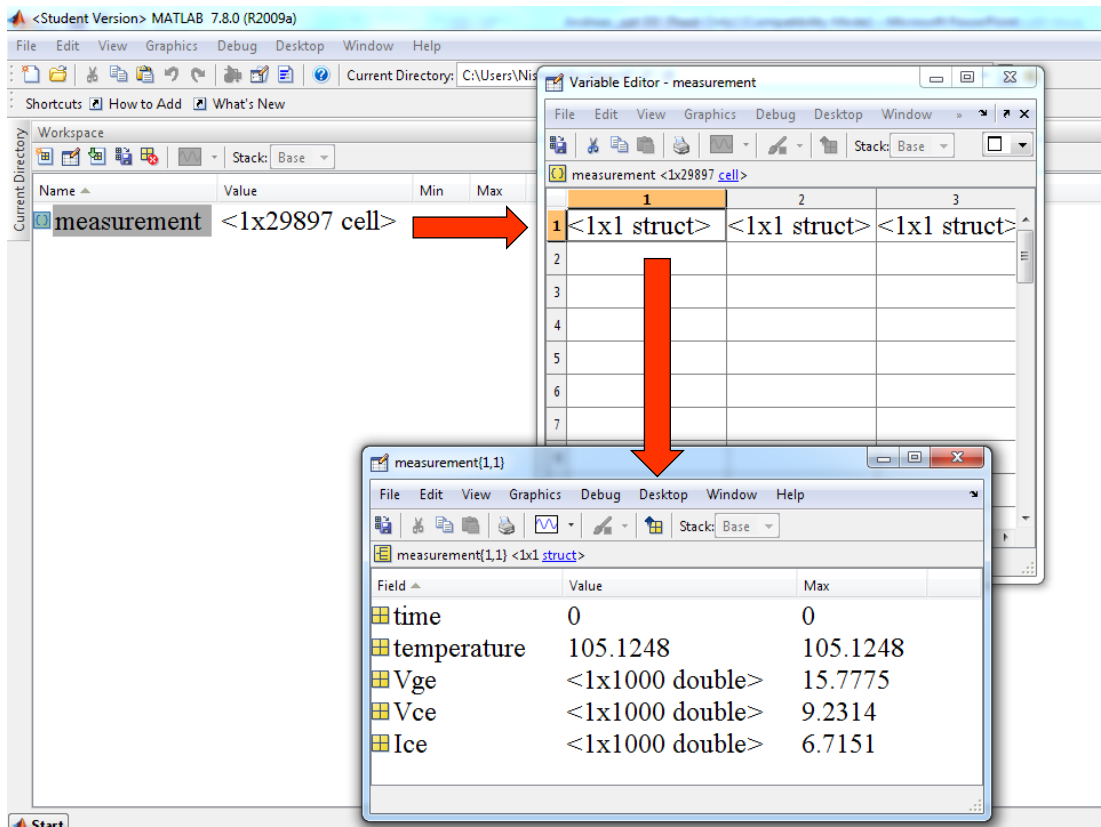 <Student Version> MATLAB 7.8.0 (R2009a)
File Edit View Graphics Debug Desktop Window Help
Current Directory: C:\Users\Nis
Shortcuts How to Add What's New
Current Directory
Workspace
Stack: Base
Name Value Min Max
measurement <1x29897 cell>
Variable Editor - measurement
File Edit View Graphics Debug Desktop Window »
Stack: Base
measurement <1x29897 cell>
1 2 3
1 <1x1 struct> <1x1 struct> <1x1 struct>
2
3
4
5
6
7
measurement{1,1}
File Edit View Graphics Debug Desktop Window Help
Stack: Base
measurement{1,1} <1x1 struct>
Field Value Max
time 0 0
temperature 105.1248 105.1248
Vge <1x1000 double> 15.7775
Vce <1x1000 double> 9.2314
Ice <1x1000 double> 6.7151
Start